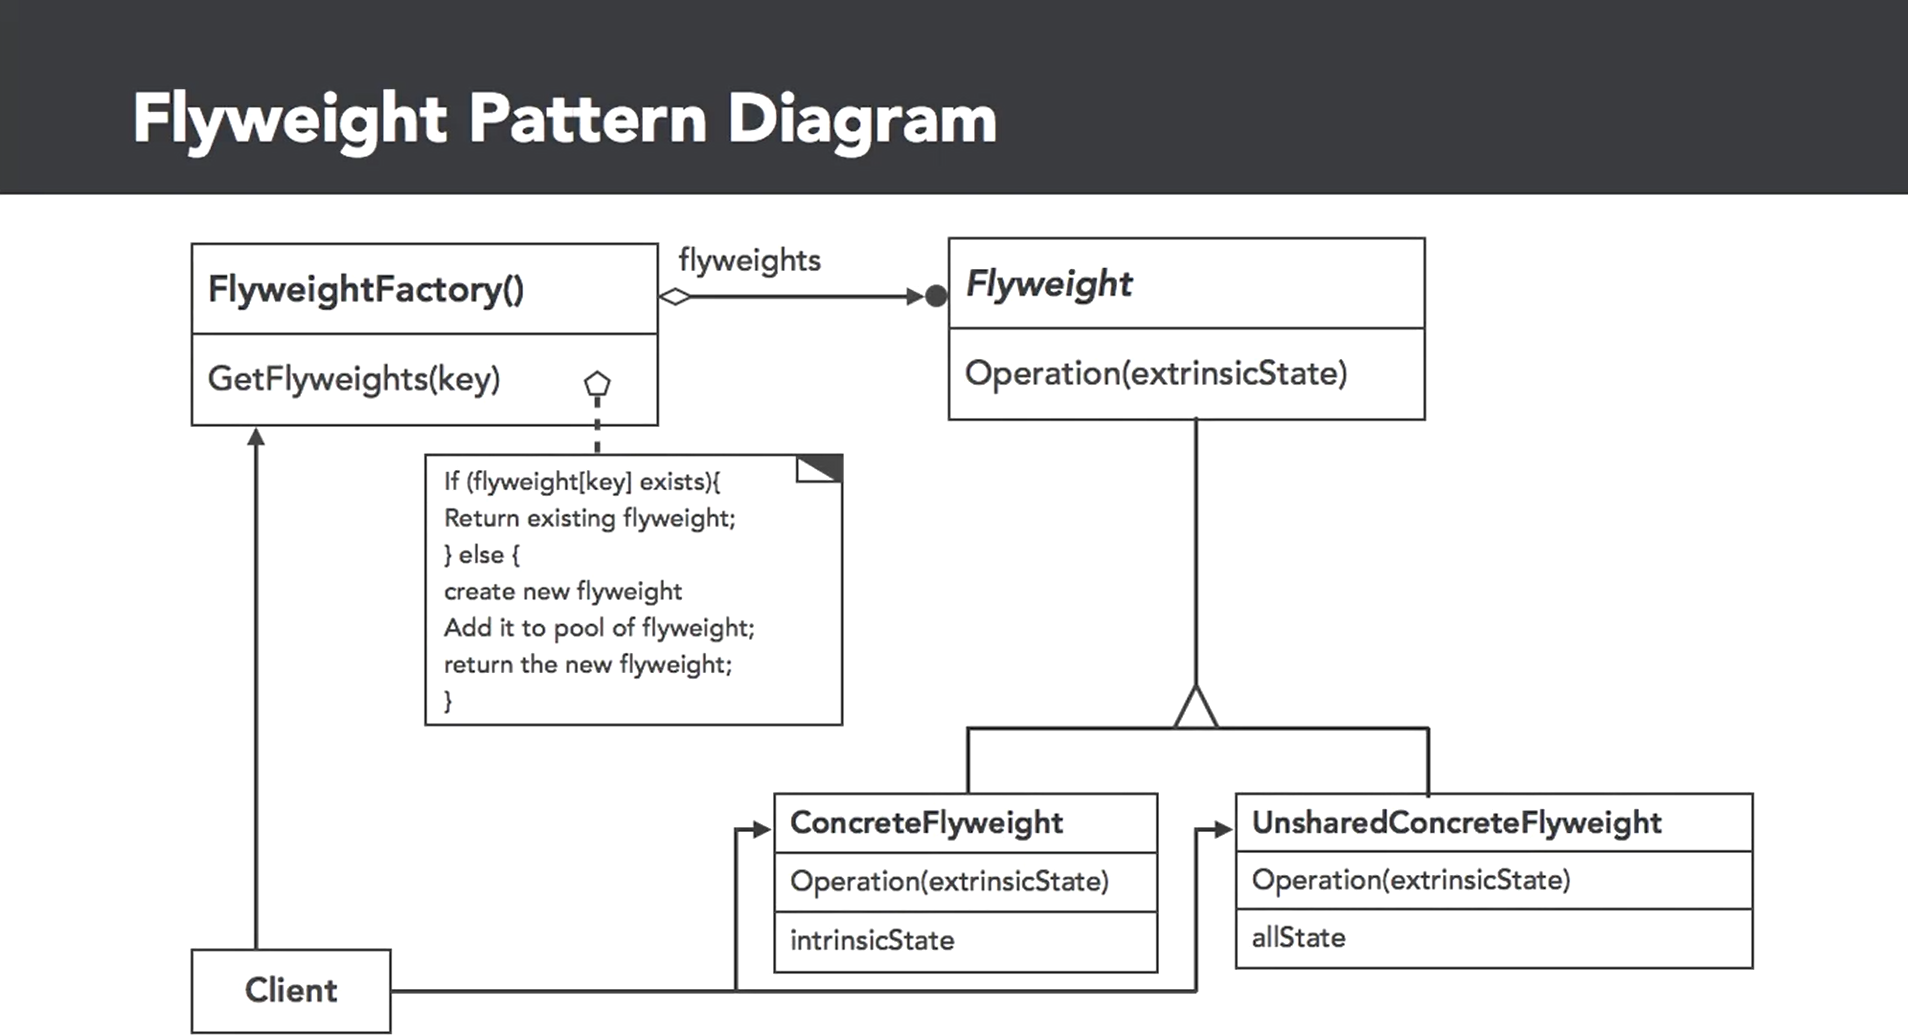 Flyweight Pattern Diagram
FlyweightFactory()
GetFlyweights(key)
flyweights
Flyweight
Operation(extrinsicState)
If (flyweight[key] exists){
Return existing flyweight;
} else {
create new flyweight
Add it to pool of flyweight;
return the new flyweight;
}
ConcreteFlyweight
Operation(extrinsicState)
intrinsicState
UnsharedConcreteFlyweight
Operation(extrinsicState)
allState
Client